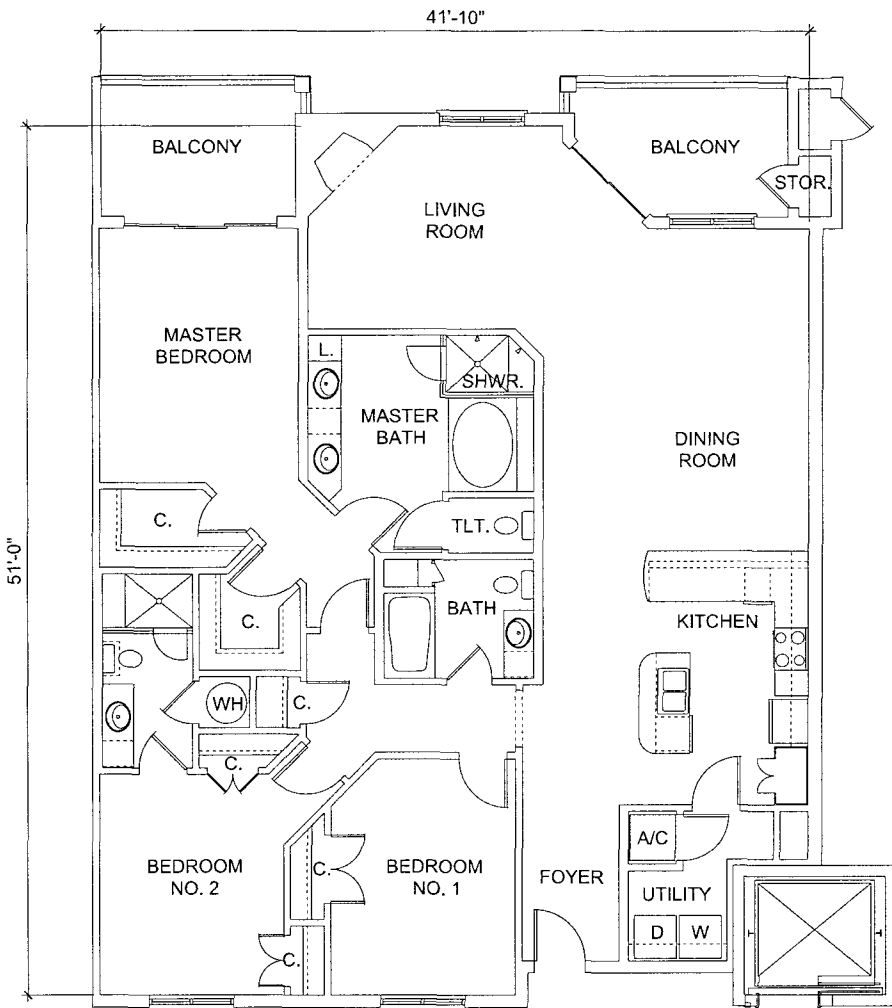 41'-10"
BALCONY
BALCONY
STOR.
LIVING
ROOM
MASTER
BEDROOM
L.
SHWR.
MASTER
BATH
DINING
ROOM
C.
TLT.
51'-0"
BATH
C.
KITCHEN
WH
C.
C.
A/C
BEDROOM
NO. 2
C.
BEDROOM
NO. 1
FOYER
UTILITY
D
W
C.